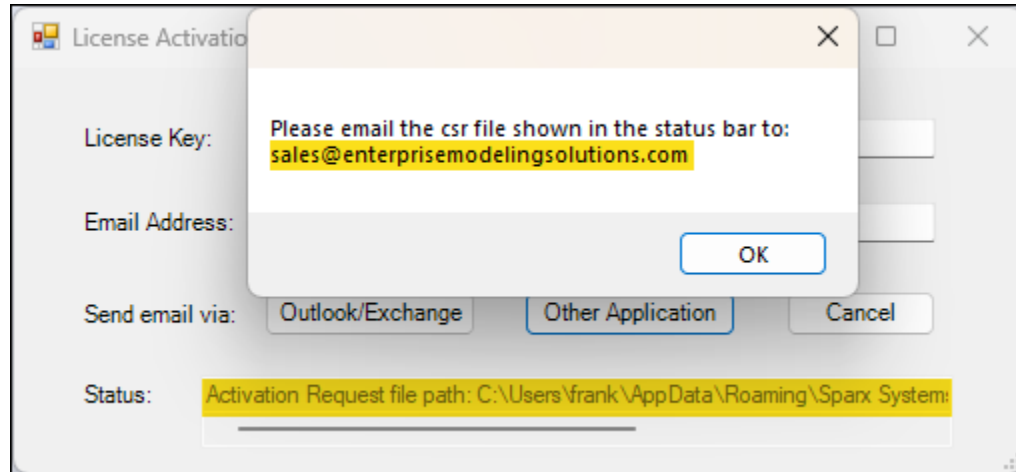 License Activatio
Please email the csr file shown in the status bar to:
sales@enterprisemodelingsolutions.com
OK
License Key:
Email Address:
Send email via: Outlook/Exchange Other Application Cancel
Status: Activation Request file path: C:\Users\frank\AppData\Roaming\Sparx Systems